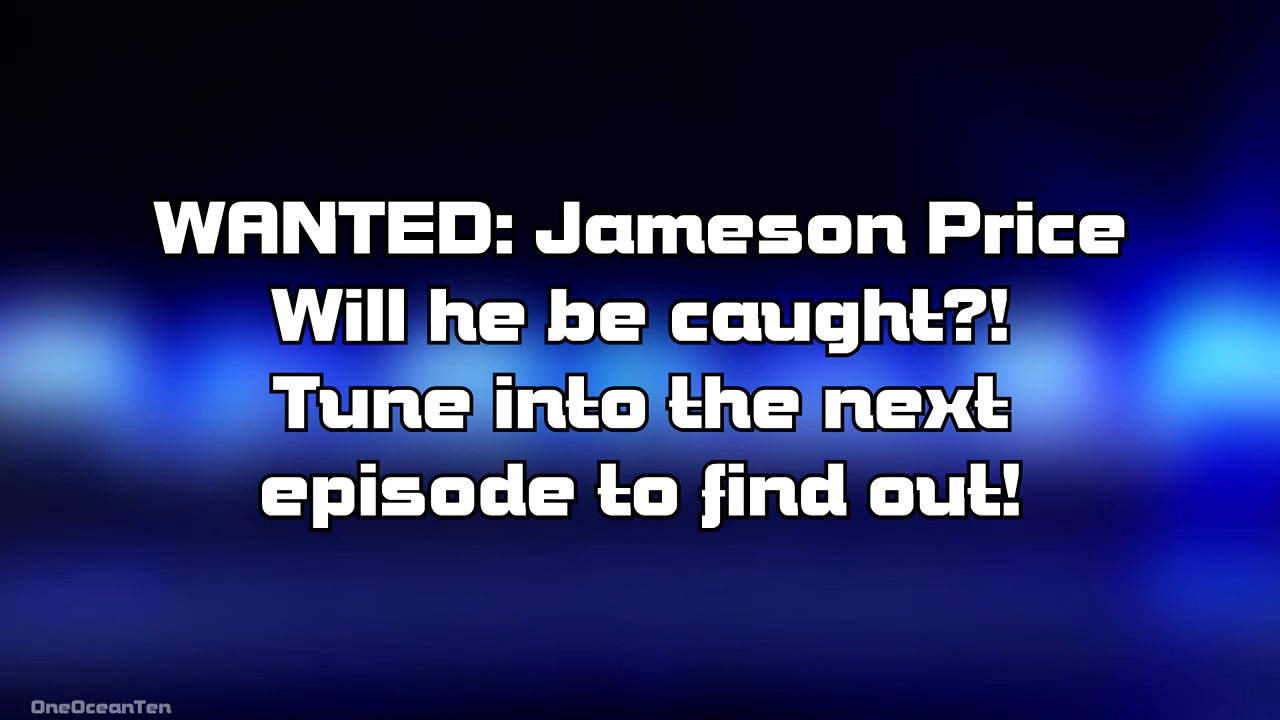 WANTED: Jameson Price
Will he be caught?!
Tune into the next
episode to find out!
OneOceanTen